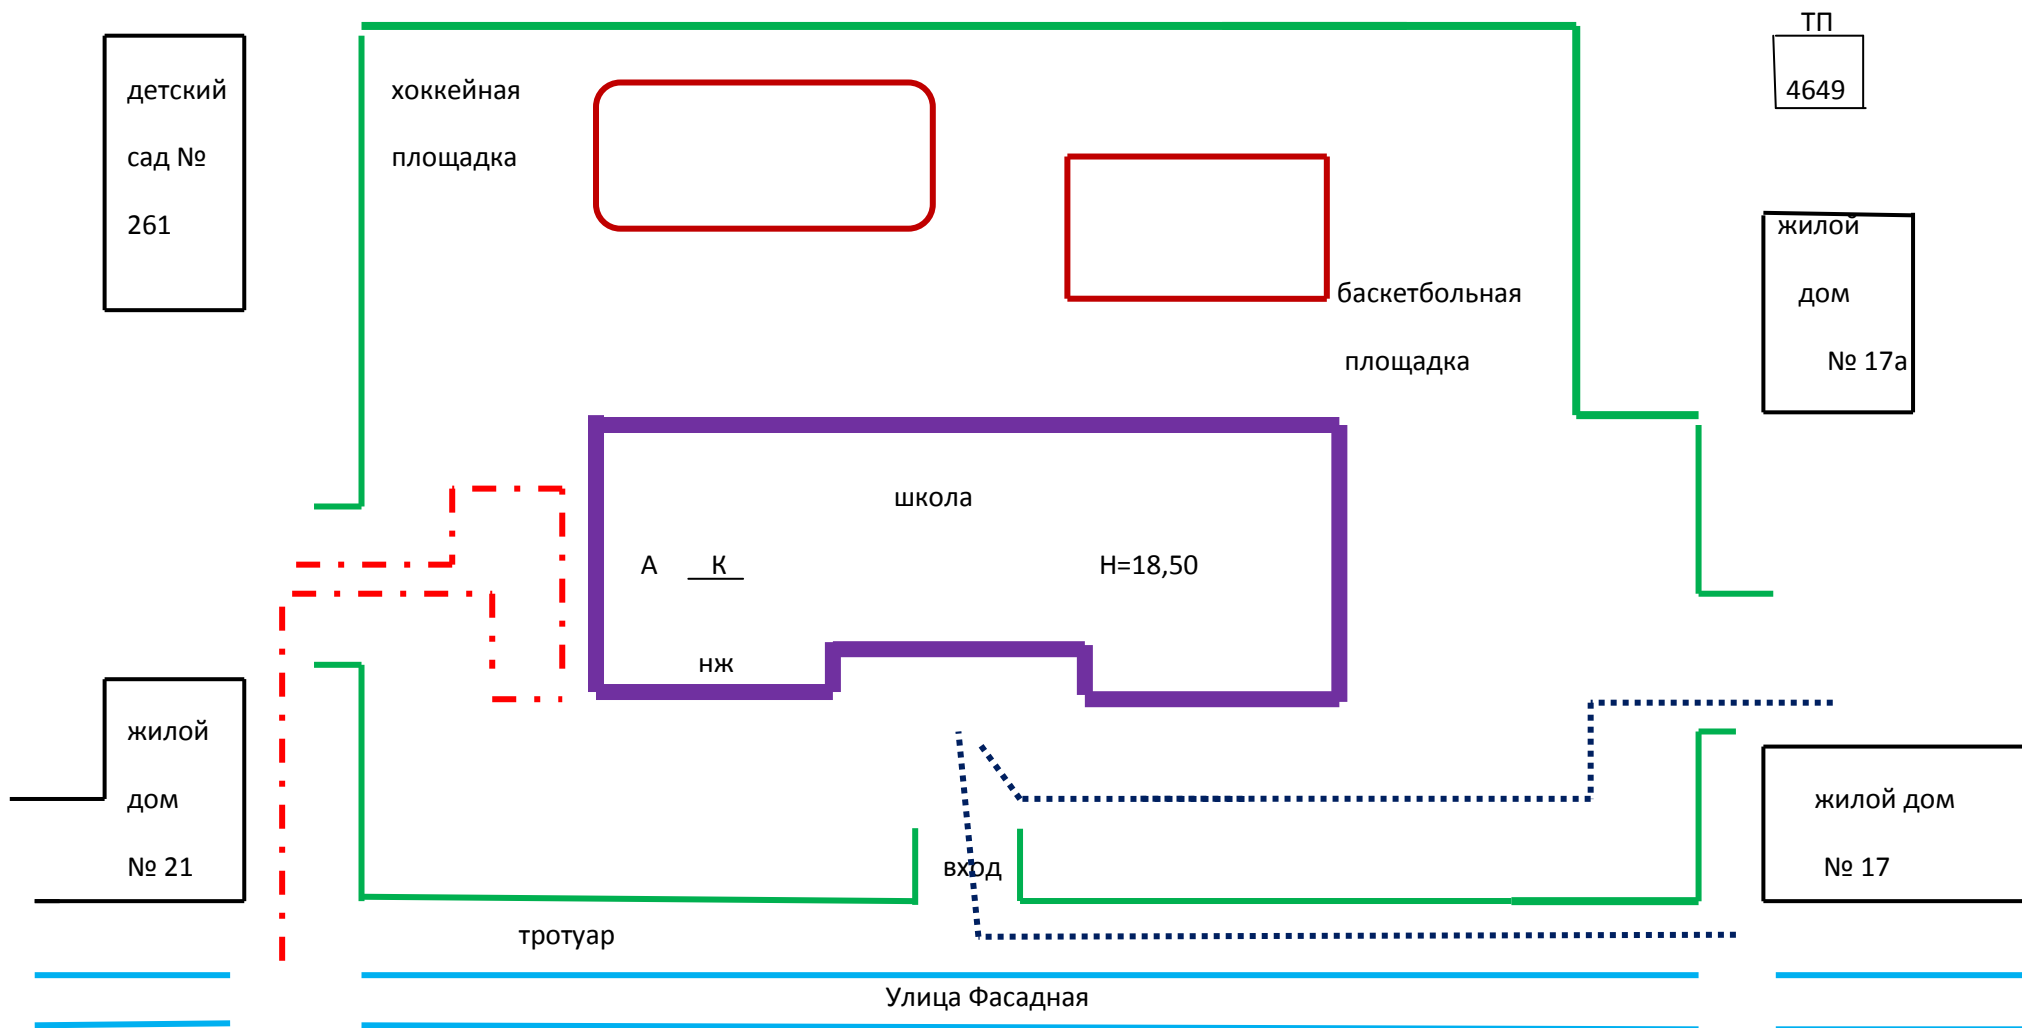 ТП
детский
сад №
261
хоккейная
площадка
4649
жилой
дом
№ 17а
баскетбольная
площадка
школа
А К
Н=18,50
нж
жилой
дом
№ 21
жилой дом
№ 17
вход
тротуар
Улица Фасадная